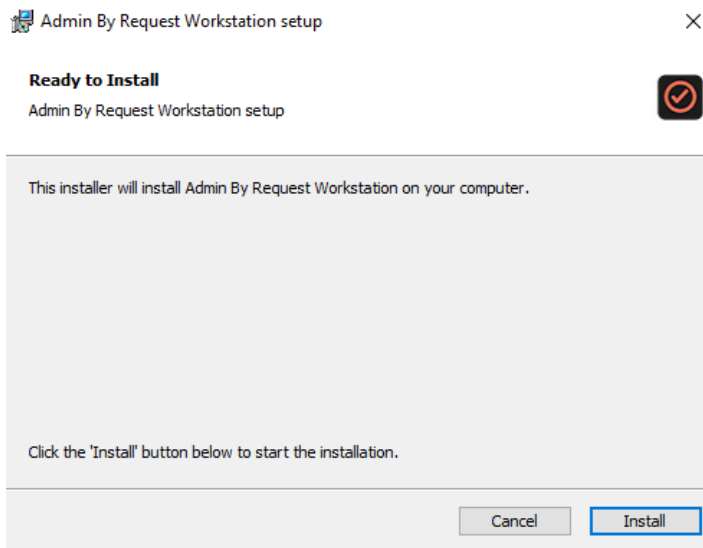 Admin By Request Workstation setup
Ready to Install
Admin By Request Workstation setup
This installer will install Admin By Request Workstation on your computer.
Click the 'Install' button below to start the installation.
Cancel
Install